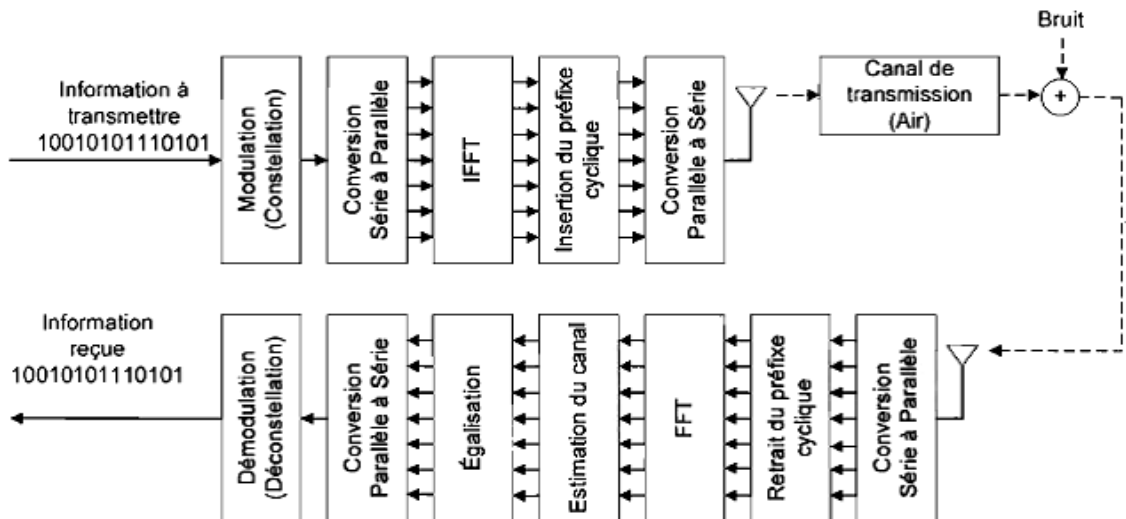 Information à
transmettre
10010101110101
Modulation
(Constellation)
Conversion
Série à Parallèle
IFFT
Insertion du préfixe
cyclique
Conversion
Parallèle à Série
Canal de
transmission
(Air)
Bruit
+
Information
reçue
10010101110101
Démodulation
(Déconstellation)
Conversion
Parallèle à Série
Égalisation
Estimation du canal
FFT
Retrait du préfixe
cyclique
Conversion
Série à Parallèle